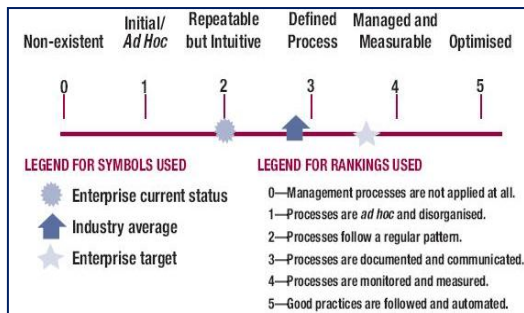 Non-existent
Initial/
Ad Hoc
Repeatable
but Intuitive
Defined
Process
Managed and
Measurable
Optimised
0 1 2 3 4 5
LEGEND FOR SYMBOLS USED
Enterprise current status
Industry average
Enterprise target
LEGEND FOR RANKINGS USED
0—Management processes are not applied at all.
1—Processes are ad hoc and disorganised.
2—Processes follow a regular pattern.
3—Processes are documented and communicated.
4—Processes are monitored and measured.
5—Good practices are followed and automated.